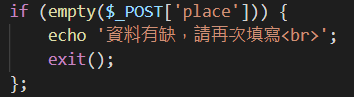 if (empty($_POST['place'])) {
    echo '資料有缺，請再次填寫<br>';
    exit();
};